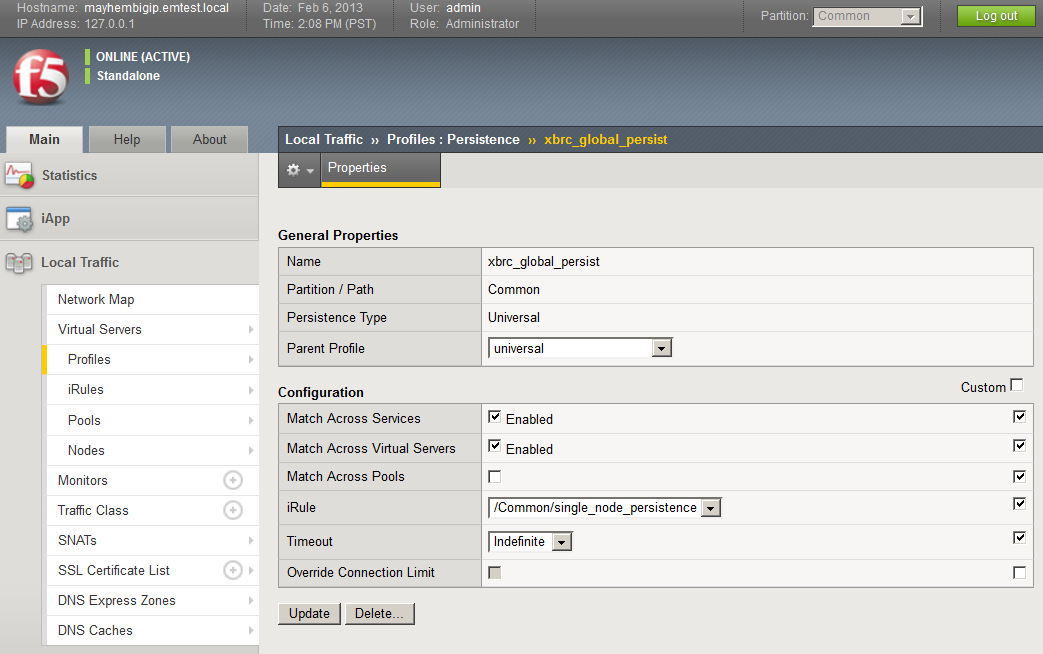 Hostname: mayhembigip.emtest.local Date: Feb 6, 2013 User: admin
IP Address: 127.0.0.1 Time: 2:08 PM (PST) Role: Administrator
Partition: Common Log out
f5
ONLINE (ACTIVE)
Standalone
Main Help About
Local Traffic ›› Profiles : Persistence ›› xbrc_global_persist
Properties
Statistics
iApp
Local Traffic
Network Map
Virtual Servers
Profiles
iRules
Pools
Nodes
Monitors
Traffic Class
SNATs
SSL Certificate List
DNS Express Zones
DNS Caches
General Properties
Name xbrc_global_persist
Partition / Path Common
Persistence Type Universal
Parent Profile universal
Configuration Custom
Match Across Services Enabled
Match Across Virtual Servers Enabled
Match Across Pools
iRule /Common/single_node_persistence
Timeout Indefinite
Override Connection Limit
Update Delete...